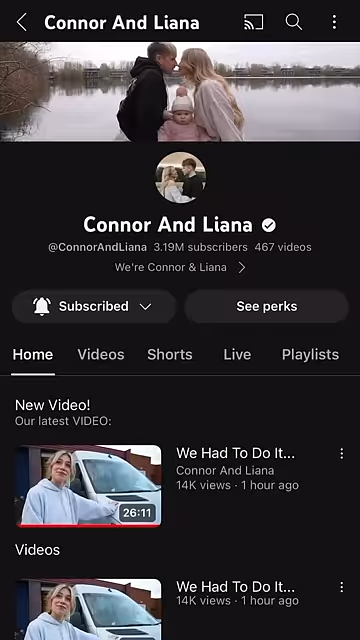 Connor And Liana
Connor And Liana
@ConnorAndLiana 3.19M subscribers 467 videos
We're Connor & Liana
Subscribed
See perks
Home Videos Shorts Live Playlists
New Video!
Our latest VIDEO:
We Had To Do It...
Connor And Liana
14K views · 1 hour ago
26:11
Videos
We Had To Do It...
14K views · 1 hour ago